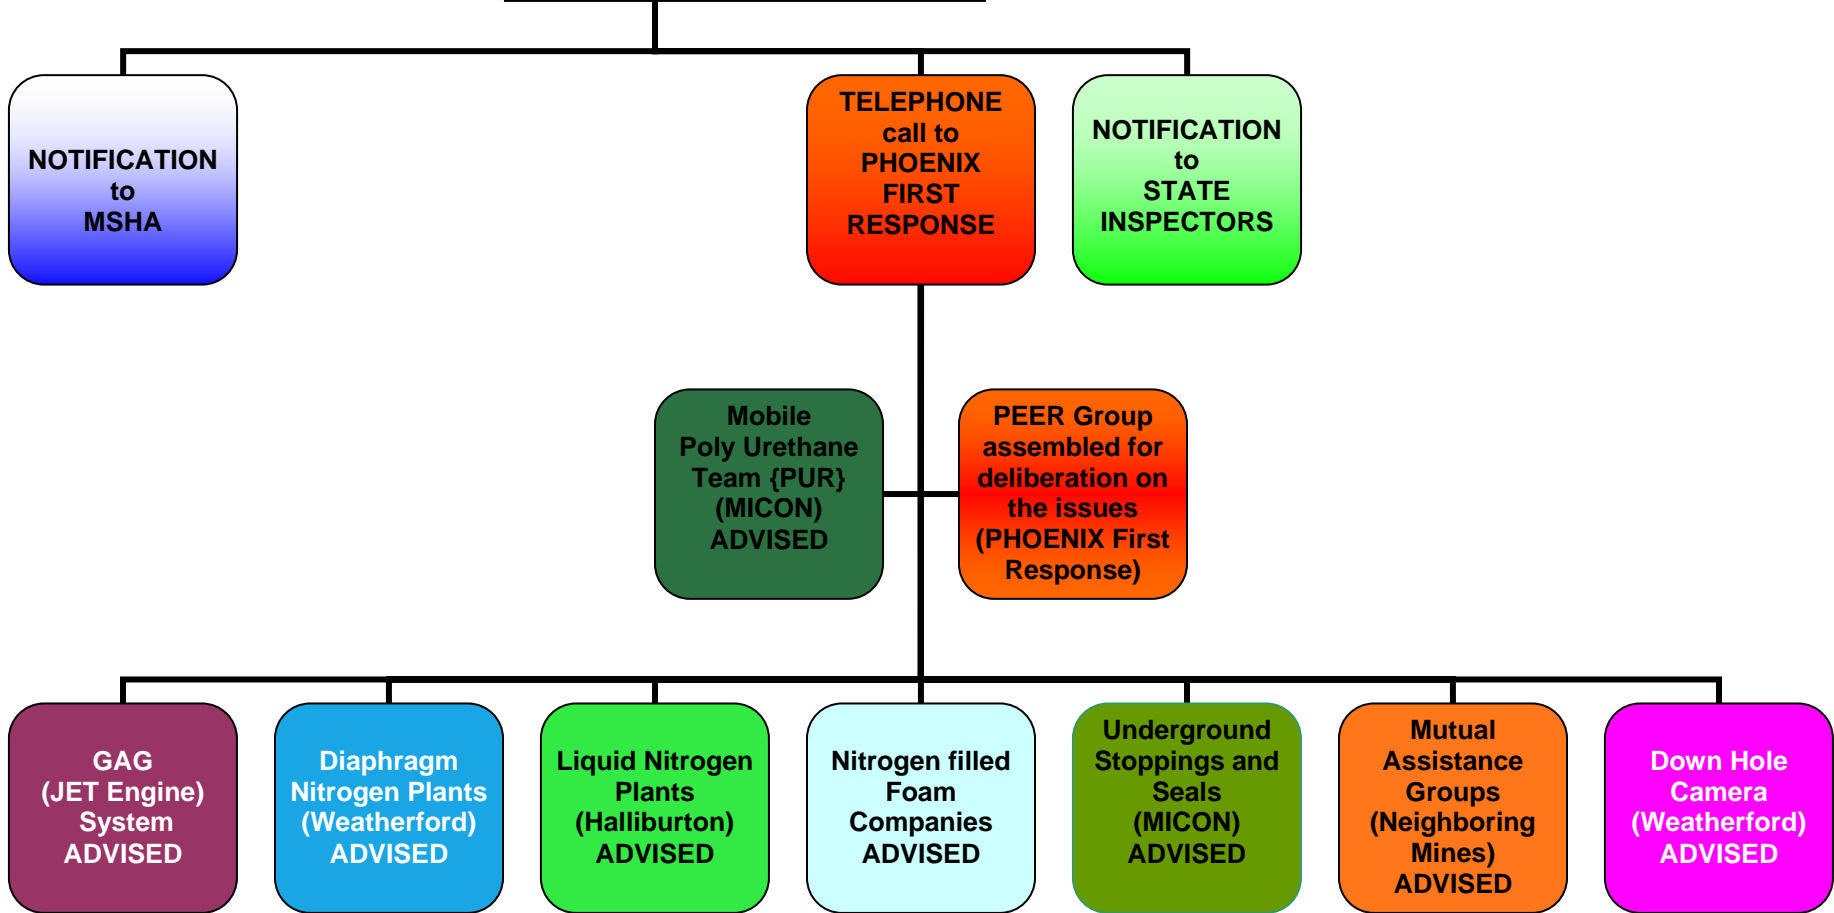 NOTIFICATION
to
MSHA
TELEPHONE
call to
PHOENIX
FIRST
RESPONSE
NOTIFICATION
to
STATE
INSPECTORS
Mobile
Poly Urethane
Team {PUR}
(MICON)
ADVISED
PEER Group
assembled for
deliberation on
the issues
(PHOENIX First
Response)
GAG
(JET Engine)
System
ADVISED
Diaphragm
Nitrogen Plants
(Weatherford)
ADVISED
Liquid Nitrogen
Plants
(Halliburton)
ADVISED
Nitrogen filled
Foam
Companies
ADVISED
Underground
Stoppings and
Seals
(MICON)
ADVISED
Mutual
Assistance
Groups
(Neighboring
Mines)
ADVISED
Down Hole
Camera
(Weatherford)
ADVISED